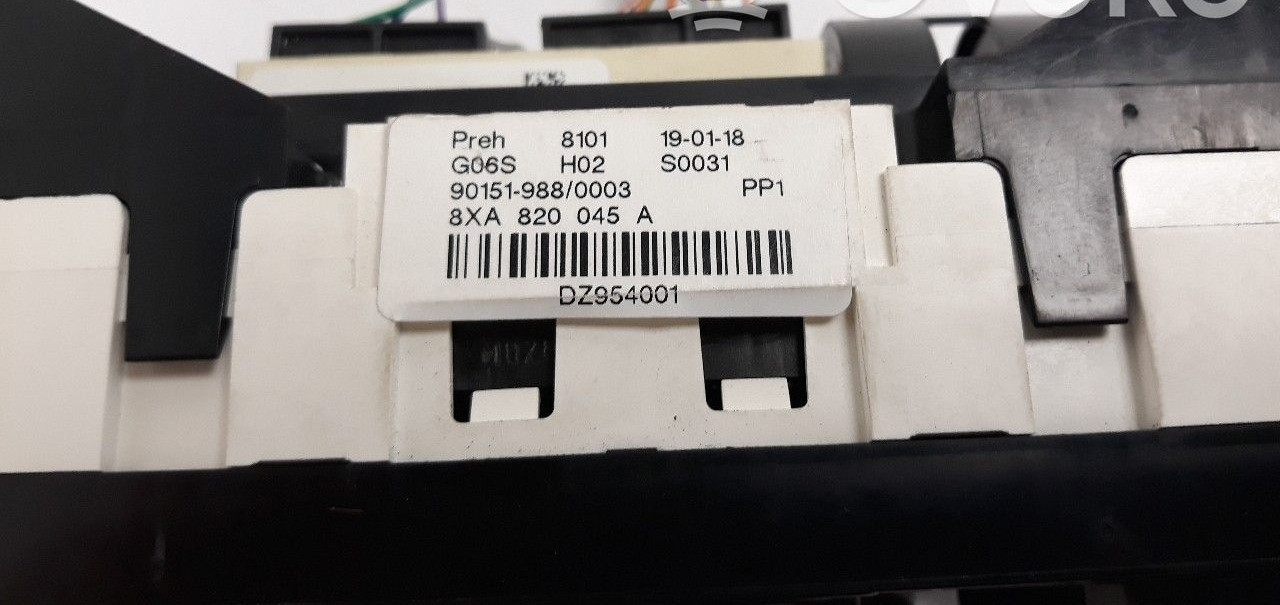 Preh 8101 19-01-18
G06S H02 S0031
90151-988/0003 PP1
8XA 820 045 A
DZ954001